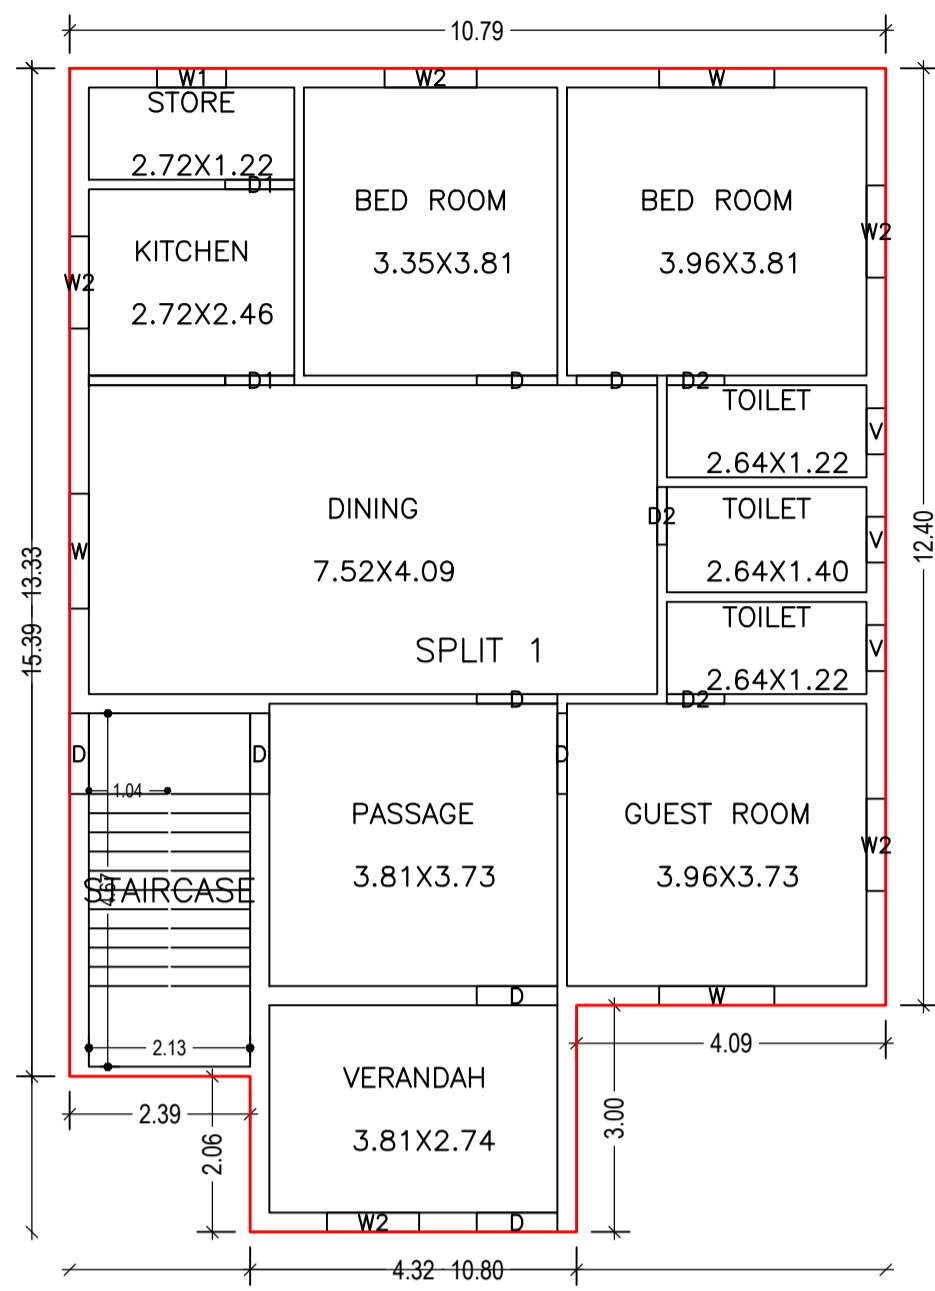 10.79
W1
W2
W
STORE
2.72X1.22
D1
BED ROOM
3.35X3.81
BED ROOM
3.96X3.81
W2
KITCHEN
2.72X2.46
W2
D1
D
D
D2
TOILET
2.64X1.22
V
DINING
7.52X4.09
D2
TOILET
2.64X1.40
V
W
12.40
13.33
15.39
SPLIT 1
TOILET
2.64X1.22
V
D
D2
D
D
D
1.04
PASSAGE
3.81X3.73
GUEST ROOM
3.96X3.73
W2
STAIRCASE
4.67
D
W
2.13
4.09
VERANDAH
3.81X2.74
2.39
2.06
3.00
W2
D
4.32
10.80